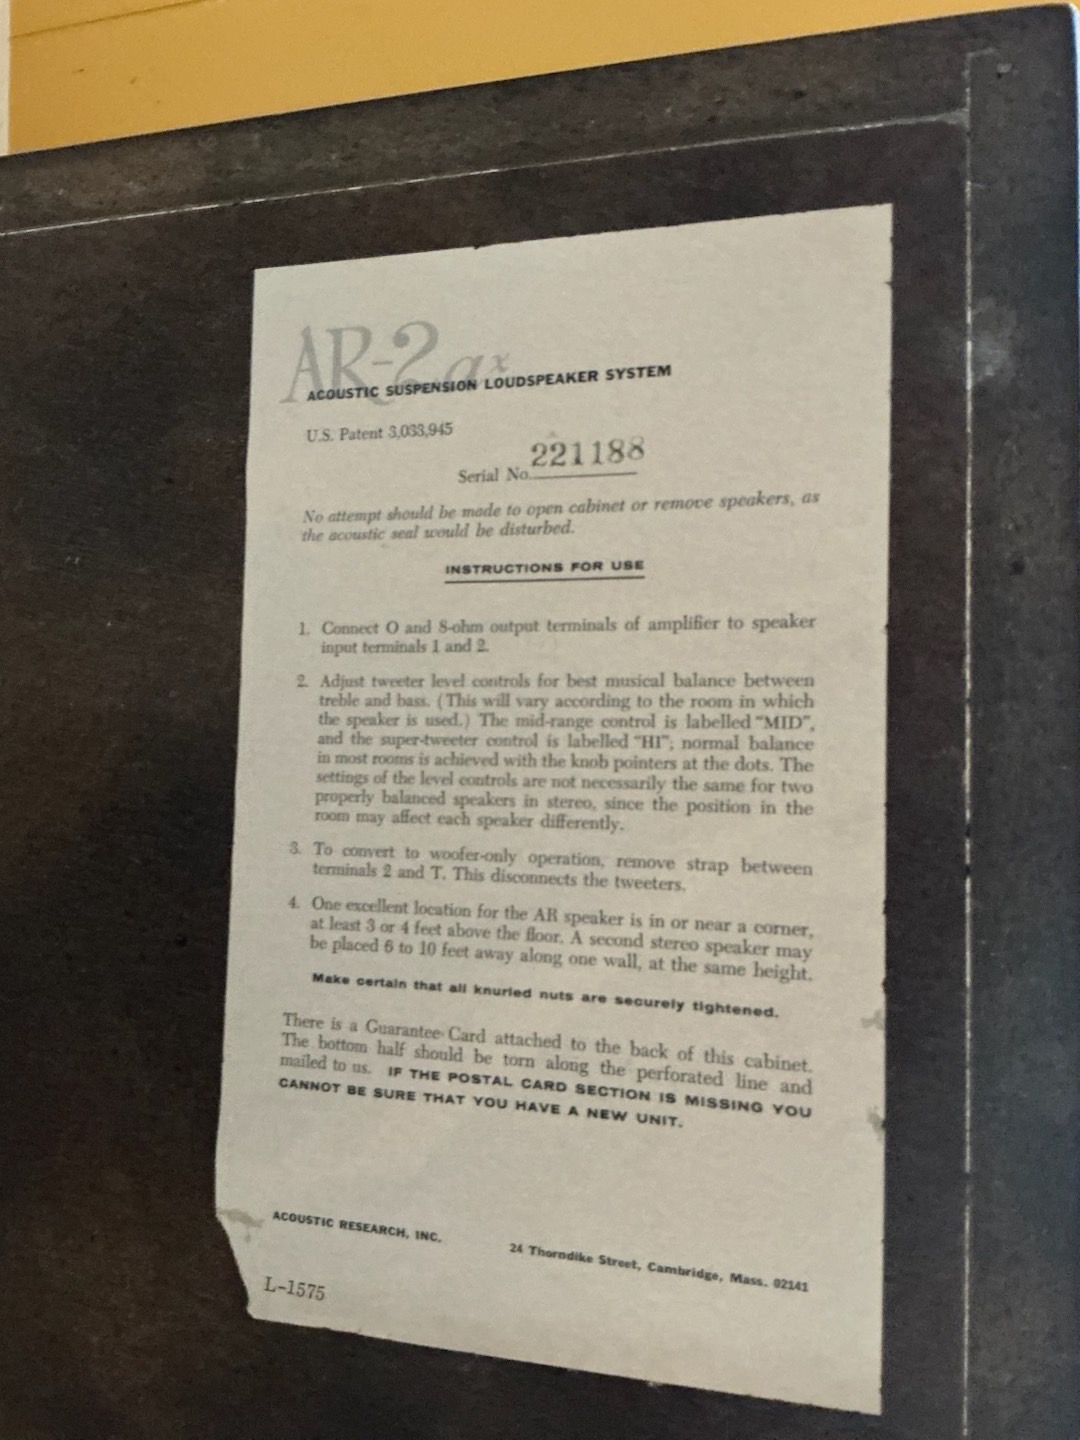 AR-2ax
ACOUSTIC SUSPENSION LOUDSPEAKER SYSTEM
U.S. Patent 3,033,945
Serial No. 221188
No attempt should be made to open cabinet or remove speakers, as
the acoustic seal would be disturbed.
INSTRUCTIONS FOR USE
1. Connect O and 8-ohm output terminals of amplifier to speaker
input terminals 1 and 2.
2. Adjust tweeter level controls for best musical balance between
treble and bass. (This will vary according to the room in which
the speaker is used.) The mid-range control is labelled "MID",
and the super-tweeter control is labelled "HI"; normal balance
in most rooms is achieved with the knob pointers at the dots. The
settings of the level controls are not necessarily the same for two
properly balanced speakers in stereo, since the position in the
room may affect each speaker differently.
3. To convert to woofer-only operation, remove strap between
terminals 2 and T. This disconnects the tweeters.
4. One excellent location for the AR speaker is in or near a corner,
at least 3 or 4 feet above the floor. A second stereo speaker may
be placed 6 to 10 feet away along one wall, at the same height.
Make certain that all knurled nuts are securely tightened.
There is a Guarantee Card attached to the back of this cabinet.
The bottom half should be torn along the perforated line and
mailed to us. IF THE POSTAL CARD SECTION IS MISSING YOU
CANNOT BE SURE THAT YOU HAVE A NEW UNIT.
ACOUSTIC RESEARCH, INC.
24 Thorndike Street, Cambridge, Mass. 02141
L-1575